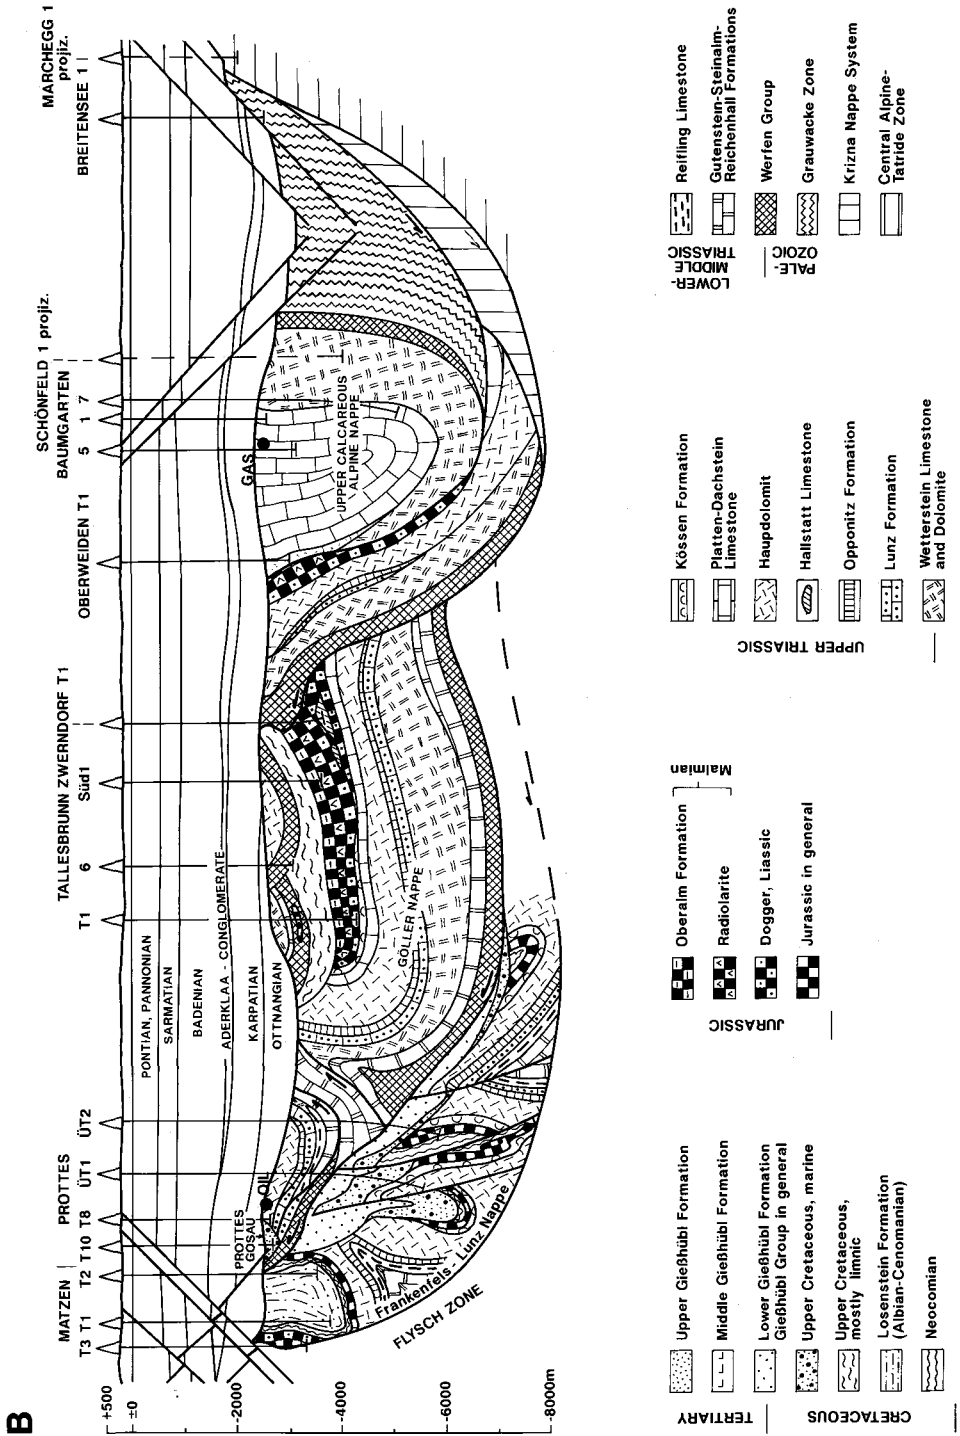 B
MATZEN
PROTTES
TALLESBRUNN ZWERNDORF T1
OBERWEIDEN T1
SCHÖNFELD 1 projiz.
BAUMGARTEN
BREITENSEE 1
MARCHEGG 1
projiz.
T3 T1 T2 T10 T8 ÜT1 ÜT2 T1 6 Süd1 5 1 7
+500
±0
-2000
-4000
-6000
-8000m
PONTIAN, PANNONIAN
SARMATIAN
BADENIAN
ADERKLAA - CONGLOMERATE
KARPATIAN
OTTNANGIAN
PROTTES
GOSAU
OIL
GAS
UPPER CALCAREOUS
ALPINE NAPPE
GÖLLER NAPPE
Frankenfels - Lunz Nappe
FLYSCH ZONE
TERTIARY
Upper Gießhübl Formation
Middle Gießhübl Formation
Lower Gießhübl Formation
Gießhübl Group in general
CRETACEOUS
Upper Cretaceous, marine
Upper Cretaceous,
mostly limnic
Losenstein Formation
(Albian-Cenomanian)
Neocomian
JURASSIC
Oberalm Formation
Radiolarite
Malmian
Dogger, Liassic
Jurassic in general
UPPER TRIASSIC
Kössen Formation
Platten-Dachstein
Limestone
Haupdolomit
Hallstatt Limestone
Opponitz Formation
Lunz Formation
Wetterstein Limestone
and Dolomite
LOWER-
MIDDLE
TRIASSIC
Reifling Limestone
Gutenstein-Steinalm-
Reichenhall Formations
Werfen Group
PALE-
OZOIC
Grauwacke Zone
Krizna Nappe System
Central Alpine-
Tatride Zone